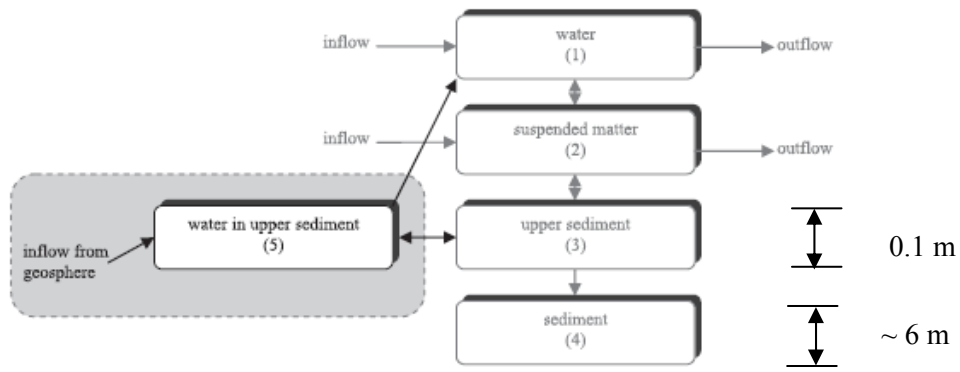 inflow
water
(1)
outflow
inflow
suspended matter
(2)
outflow
water in upper sediment
(5)
upper sediment
(3)
0.1 m
inflow from
geosphere
sediment
(4)
~ 6 m